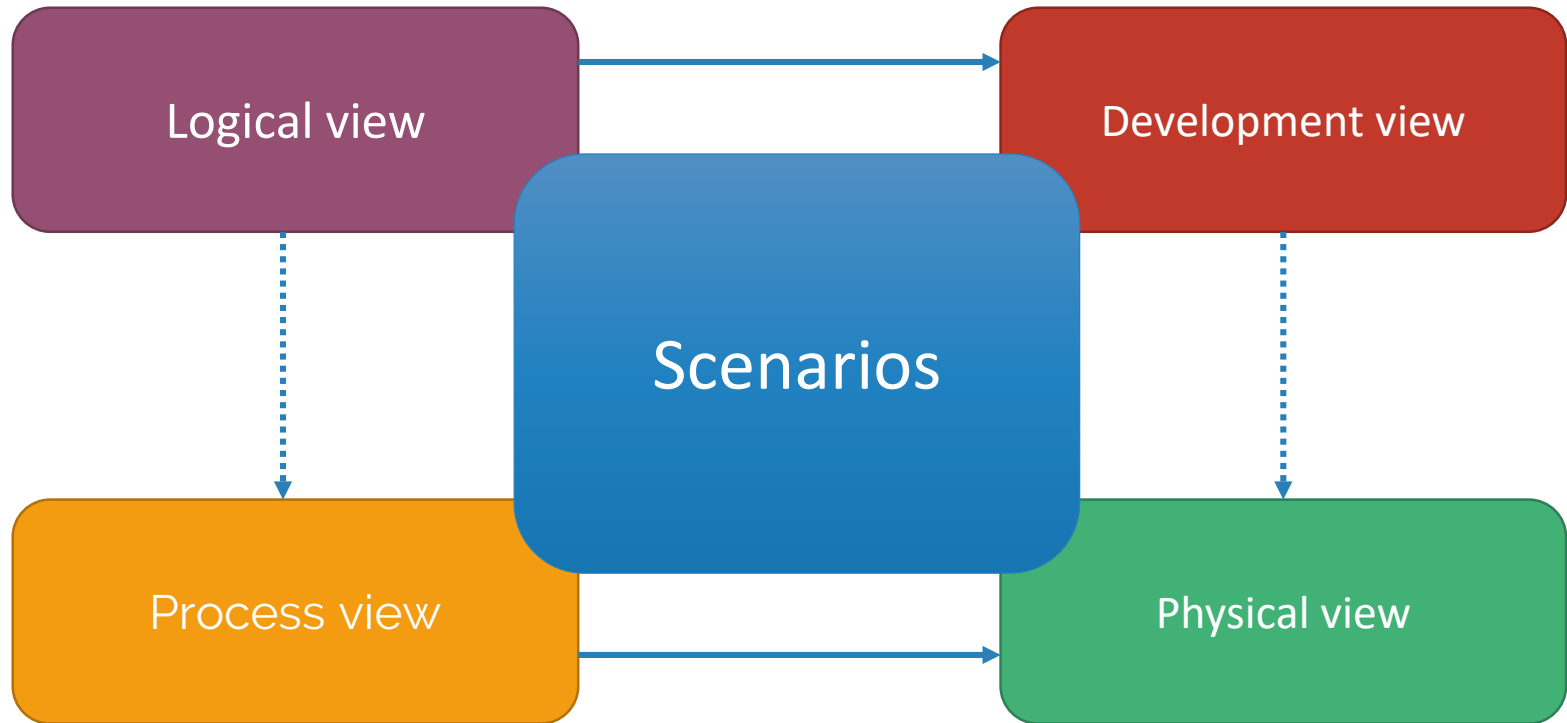 Logical view
Development view
Scenarios
Process view
Physical view